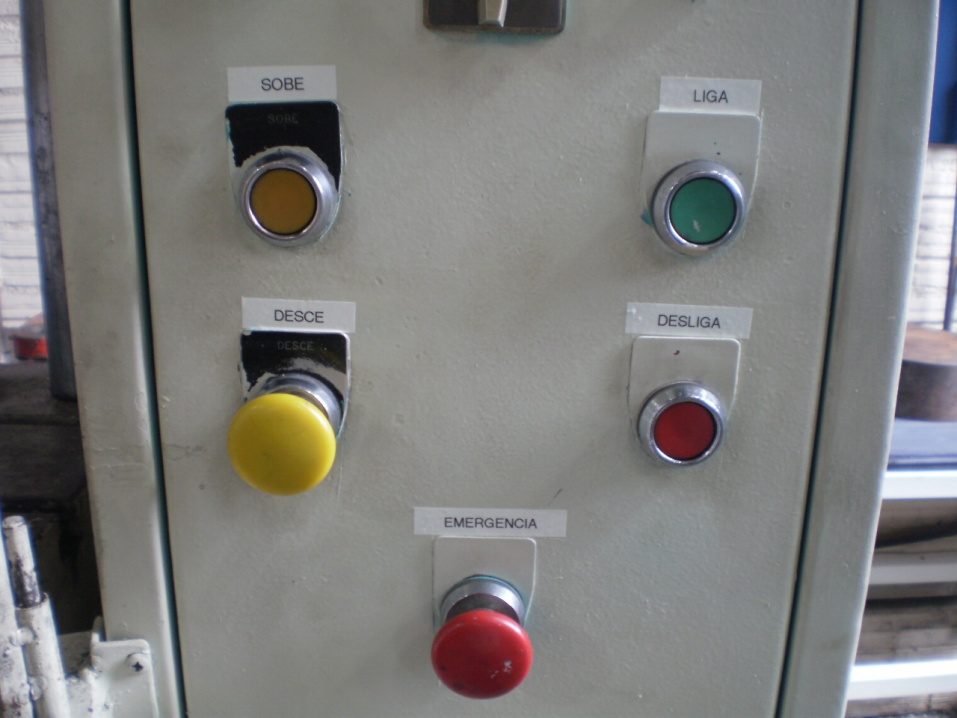 SOBE
SOBE
LIGA
DESCE
DESCE
DESLIGA
EMERGENCIA